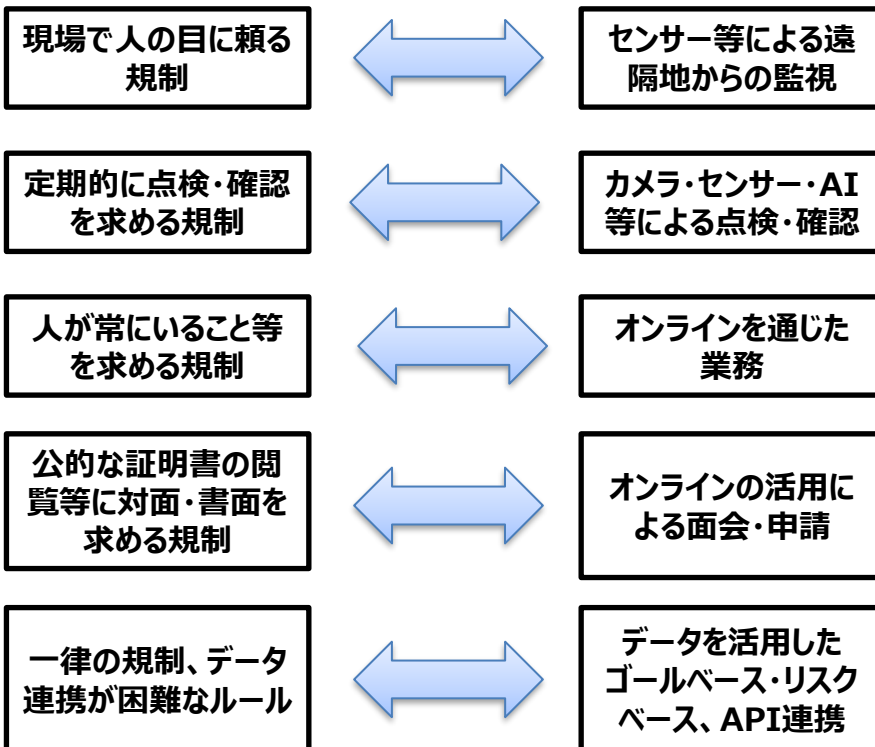 現場で人の目に頼る
規制
センサー等による遠
隔地からの監視
定期的に点検・確認
を求める規制
カメラ・センサー・AI
等による点検・確認
人が常にいること等
を求める規制
オンラインを通じた
業務
公的な証明書の閲
覧等に対面・書面を
求める規制
オンラインの活用に
よる面会・申請
一律の規制、データ
連携が困難なルール
データを活用した
ゴールベース・リスク
ベース、API連携